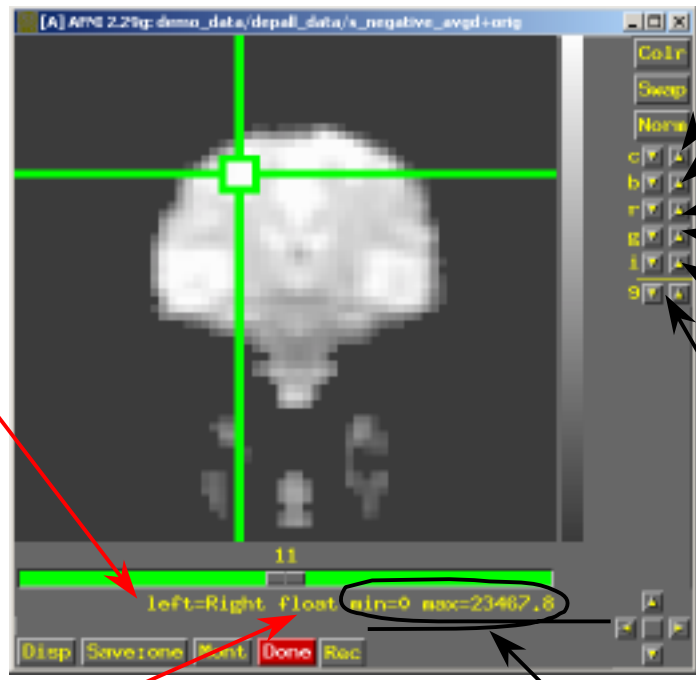 [A] AFNI 2.29g: demo_data/depall_data/s_negative_avgd+orig
Colr
Swap
Norm
c
b
r
g
i
9
11
left=Right float min=0 max=23467.8
Disp Save:one Mont Done Rec